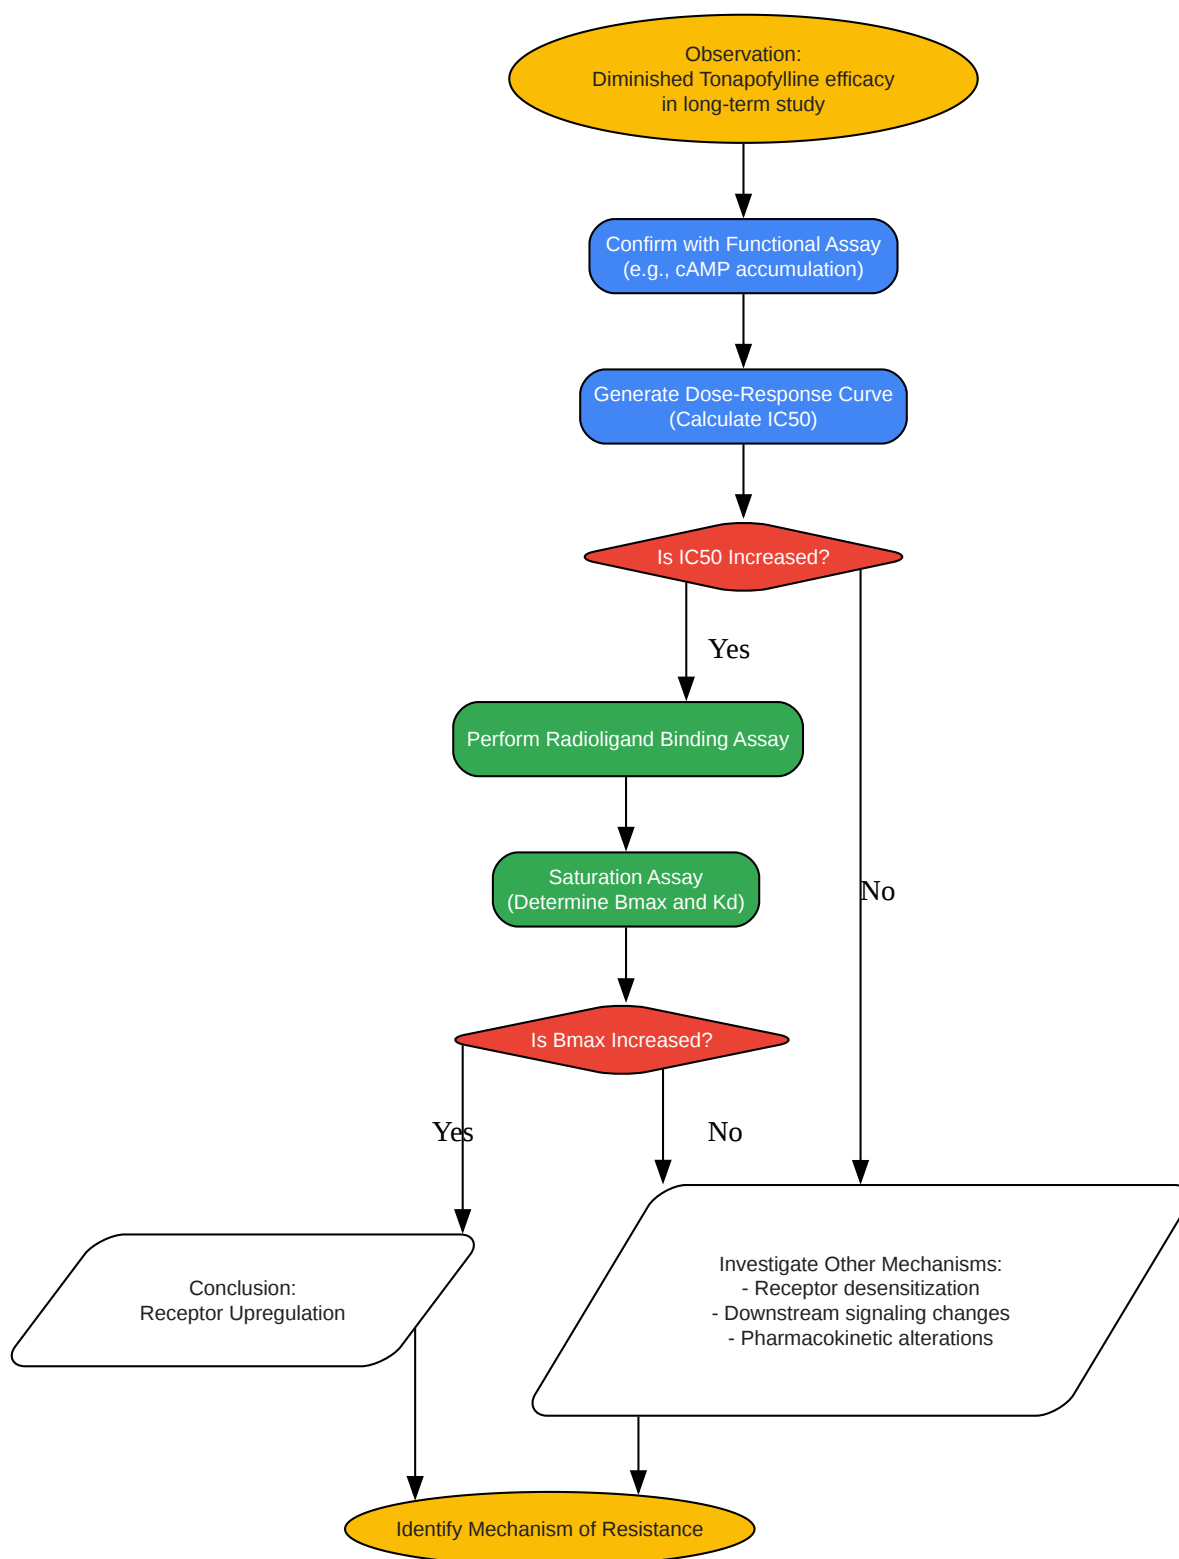 Observation:
Diminished Tonapofylline efficacy
in long-term study
Confirm with Functional Assay
(e.g., cAMP accumulation)
Generate Dose-Response Curve
(Calculate IC50)
Is IC50 Increased?
Yes
Perform Radioligand Binding Assay
Saturation Assay
(Determine Bmax and Kd)
No
Is Bmax Increased?
Yes
No
Conclusion:
Receptor Upregulation
Investigate Other Mechanisms:
- Receptor desensitization
- Downstream signaling changes
- Pharmacokinetic alterations
Identify Mechanism of Resistance